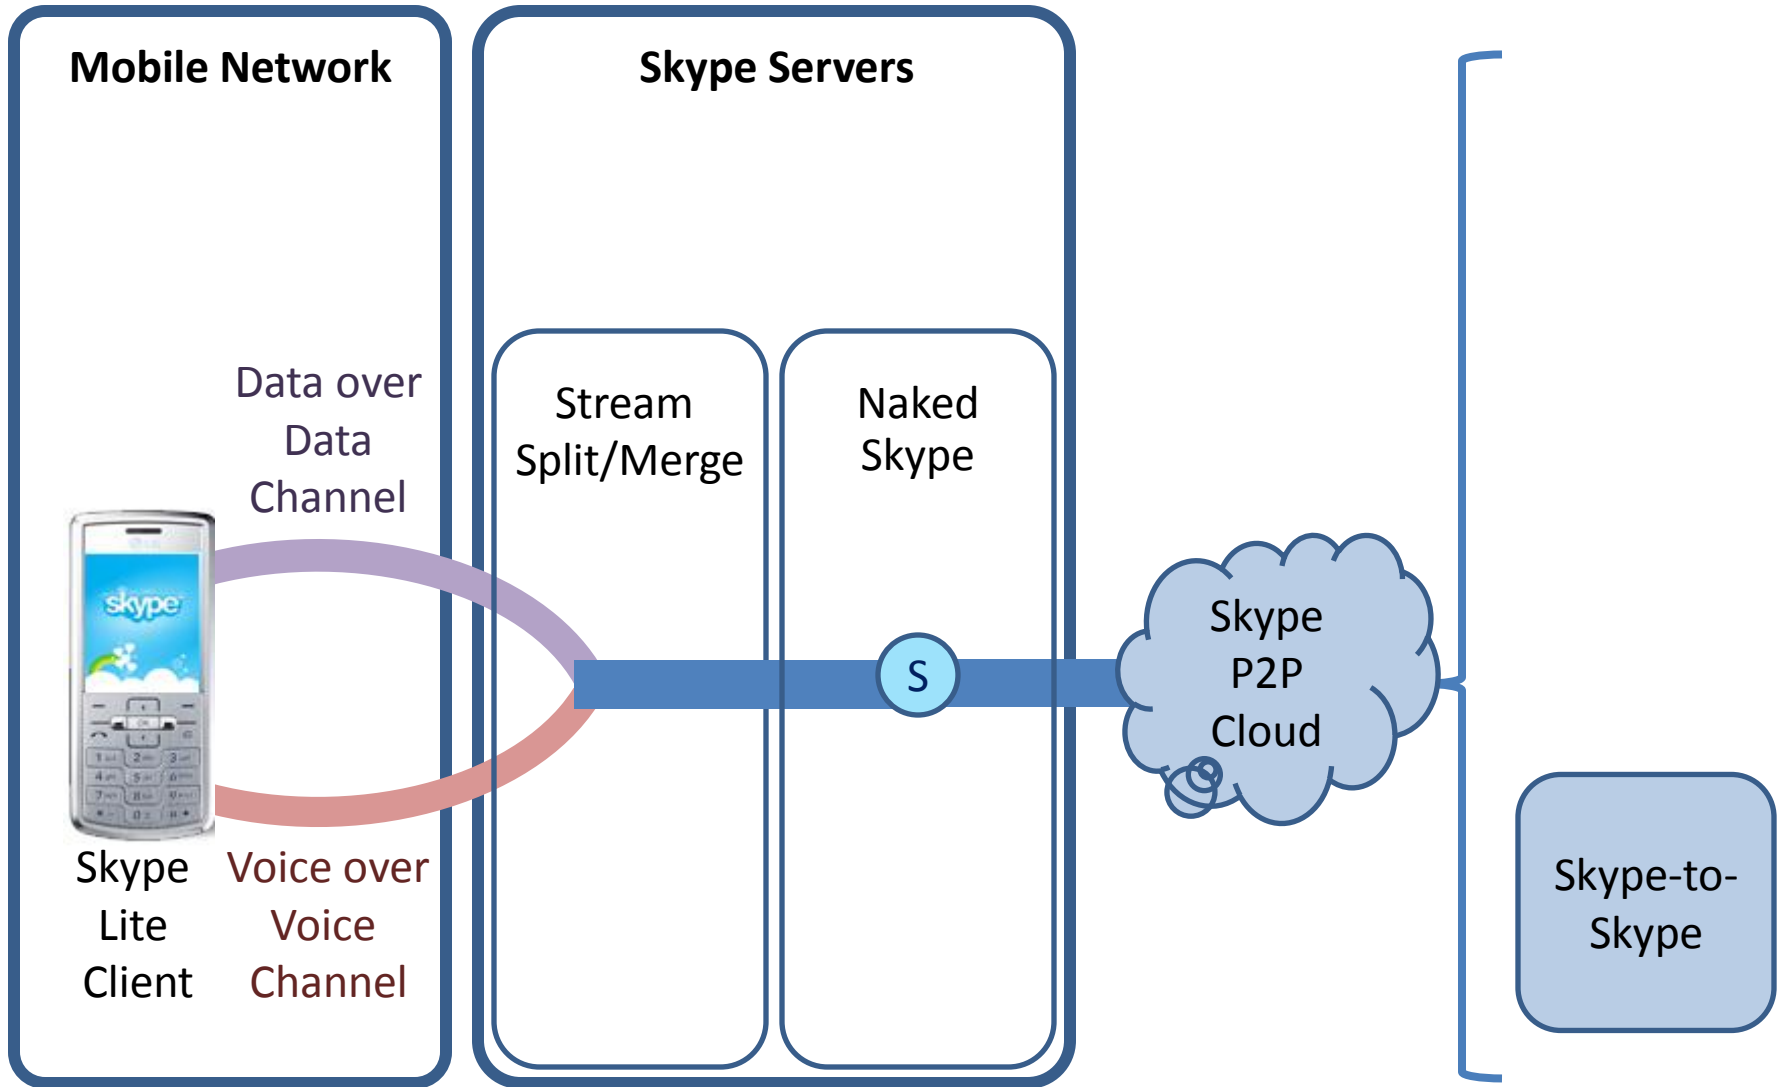 Mobile Network
Skype Servers
Data over
Data
Channel
Stream
Split/Merge
Naked
Skype
skype
S
Skype
P2P
Cloud
Skype
Lite
Client
Voice over
Voice
Channel
Skype-to-
Skype